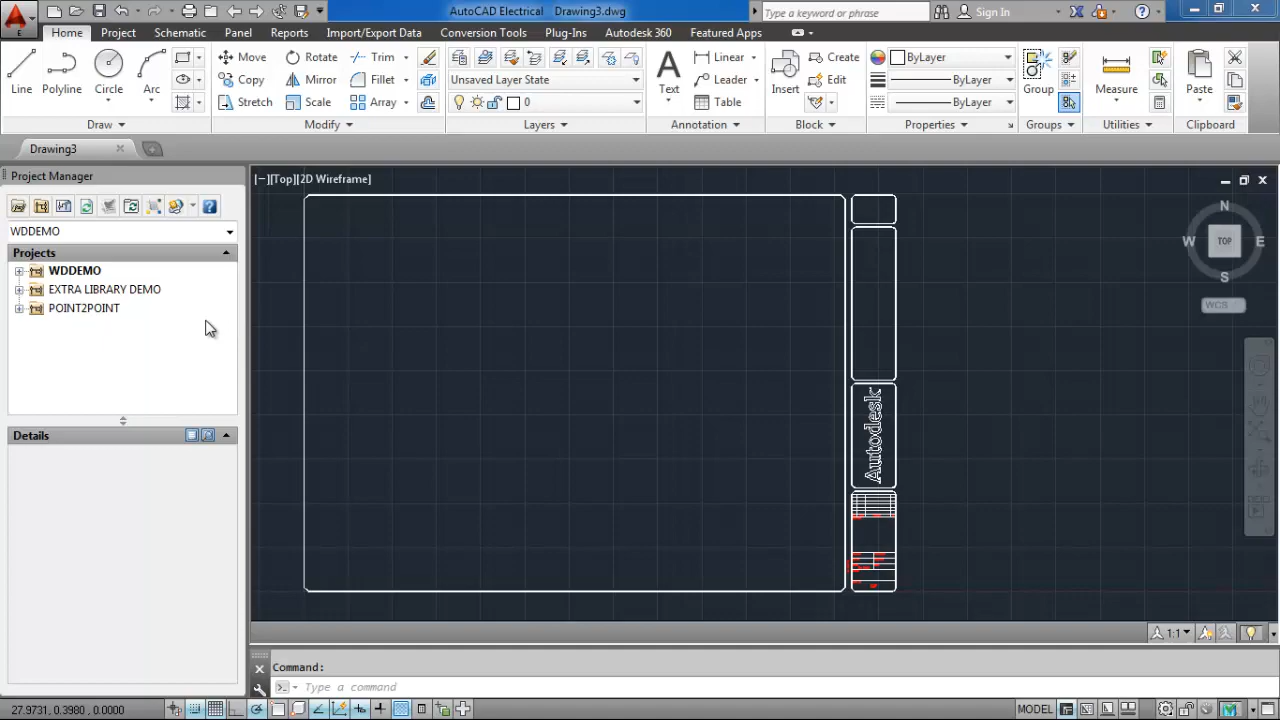 AutoCAD Electrical Drawing3.dwg
Type a keyword or phrase
Sign In
Home Project Schematic Panel Reports Import/Export Data Conversion Tools Plug-Ins Autodesk 360 Featured Apps
E
Line Polyline Circle Arc
Move Rotate Trim
Copy Mirror Fillet
Stretch Scale Array
Unsaved Layer State
0
Text
Linear
Leader
Table
Insert
Create
Edit
ByLayer
ByLayer
ByLayer
Group
Measure
Paste
Draw Modify Layers Annotation Block Properties Groups Utilities Clipboard
Drawing3
Project Manager
WDDEMO
Projects
WDDEMO
EXTRA LIBRARY DEMO
POINT2POINT
Details
[−][Top][2D Wireframe]
N
W TOP E
S
WCS
Autodesk
1:1
Command:
Type a command
27.9731, 0.3980, 0.0000
MODEL